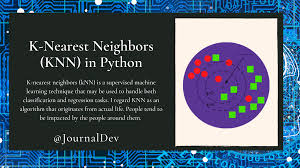 K-Nearest Neighbors
(KNN) in Python
K-nearest neighbors (kNN) is a supervised machine
learning technique that may be used to handle both
classification and regression tasks. I regard KNN as an
algorithm that originates from actual life. People tend to
be impacted by the people around them.
@JournalDev